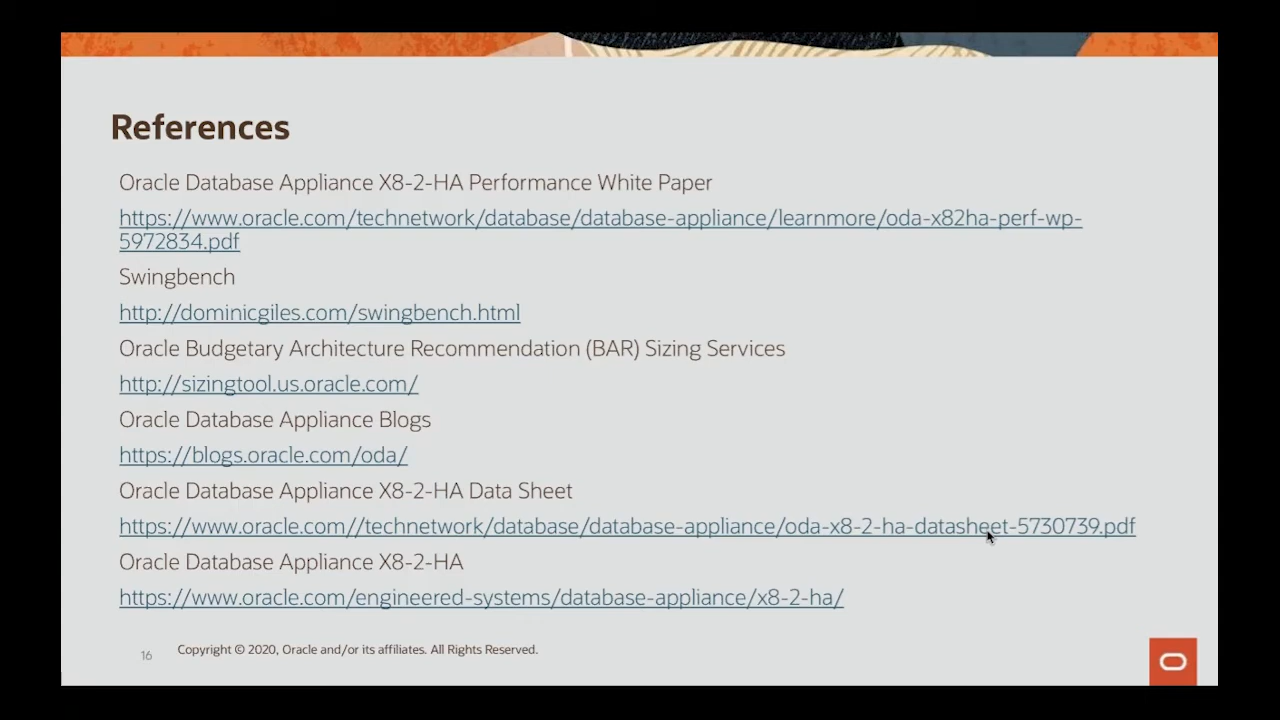 References
Oracle Database Appliance X8-2-HA Performance White Paper
https://www.oracle.com/technetwork/database/database-appliance/learnmore/oda-x82ha-perf-wp-
5972834.pdf
Swingbench
http://dominicgiles.com/swingbench.html
Oracle Budgetary Architecture Recommendation (BAR) Sizing Services
http://sizingtool.us.oracle.com/
Oracle Database Appliance Blogs
https://blogs.oracle.com/oda/
Oracle Database Appliance X8-2-HA Data Sheet
https://www.oracle.com//technetwork/database/database-appliance/oda-x8-2-ha-datasheet-5730739.pdf
Oracle Database Appliance X8-2-HA
https://www.oracle.com/engineered-systems/database-appliance/x8-2-ha/
16 Copyright © 2020, Oracle and/or its affiliates. All Rights Reserved.